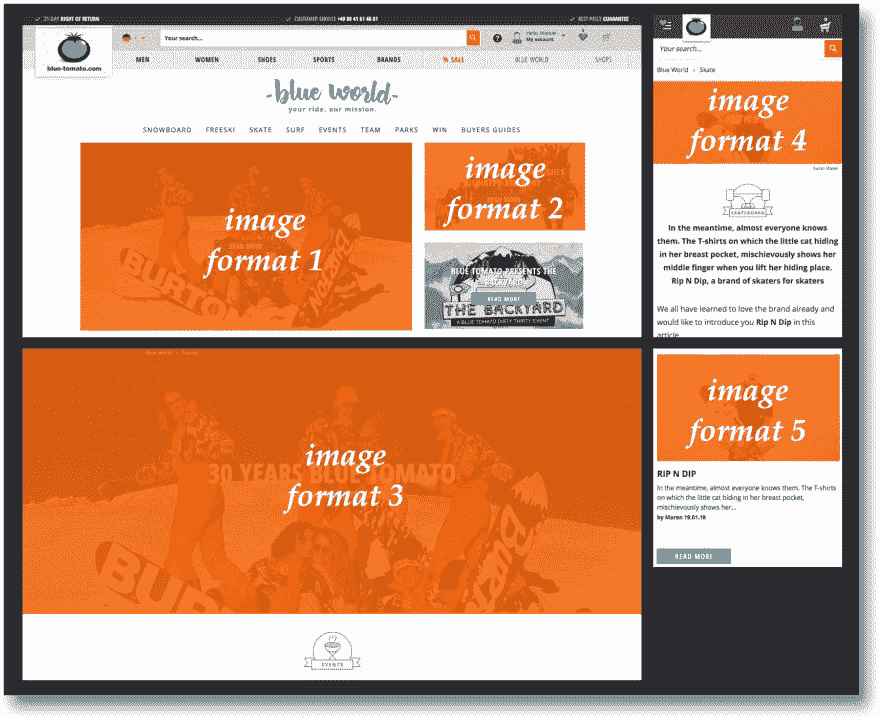 21-DAY RIGHT OF RETURN
CUSTOMER SERVICE +49 89 41 61 40 61
BEST PRICE GUARANTEE
blue-tomato.com
Your search...
My account
MEN WOMEN SHOES SPORTS BRANDS % SALE BLUE WORLD SHOPS
-blue world-
your ride. our mission.
SNOWBOARD FREESKI SKATE SURF EVENTS TEAM PARKS WIN BUYERS GUIDES
image
format 1
BURTON
image
format 2
BLUE TOMATO PRESENTS THE
BACKYARD
READ MORE
THE BACKYARD
A BLUE TOMATO DIRTY THIRTY EVENT
Blue World › Events
30 YEARS BLUE TOMATO
image
format 3
BURTON
EVENTS
Your search...
Blue World › Skate
image
format 4
SKATEBOARD
In the meantime, almost everyone knows
them. The T-shirts on which the little cat hiding
in her breast pocket, mischievously shows her
middle finger when you lift her hiding place.
Rip N Dip, a brand of skaters for skaters
We all have learned to love the brand already and
would like to introduce you Rip N Dip in this
article
image
format 5
RIP N DIP
In the meantime, almost everyone knows them. The T-shirts
on which the little cat hiding in her breast pocket,
mischievously shows her...
by Maren 19.01.18
READ MORE